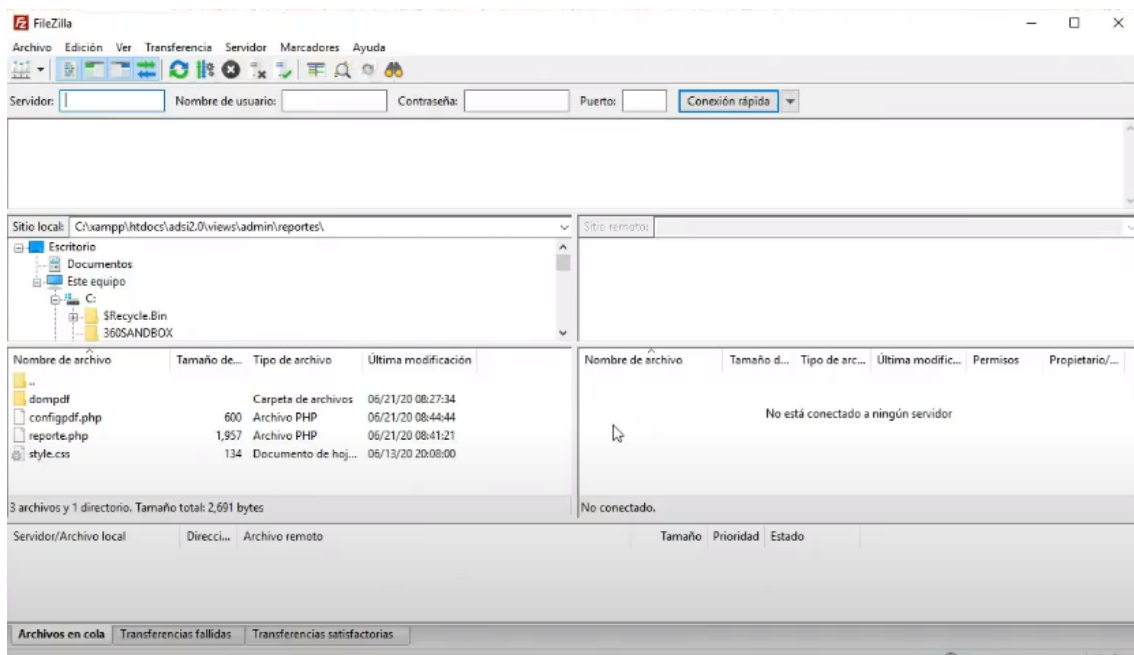 FileZilla
Archivo Edición Ver Transferencia Servidor Marcadores Ayuda
Servidor: Nombre de usuario: Contraseña: Puerto: Conexión rápida
Sitio local: C:\xampp\htdocs\adsi2.0\views\admin\reportes\ Sitio remoto:
Escritorio
Documentos
Este equipo
C:
$Recycle.Bin
360SANDBOX
Nombre de archivo Tamaño de... Tipo de archivo Última modificación Nombre de archivo Tamaño d... Tipo de arc... Última modific... Permisos Propietario/...
..
dompdf Carpeta de archivos 06/21/20 08:27:34
configpdf.php 600 Archivo PHP 06/21/20 08:44:44
reporte.php 1,957 Archivo PHP 06/21/20 08:41:21
style.css 134 Documento de hoj... 06/13/20 20:08:00
No está conectado a ningún servidor
3 archivos y 1 directorio. Tamaño total: 2,691 bytes No conectado.
Servidor/Archivo local Direcci... Archivo remoto Tamaño Prioridad Estado
Archivos en cola Transferencias fallidas Transferencias satisfactorias